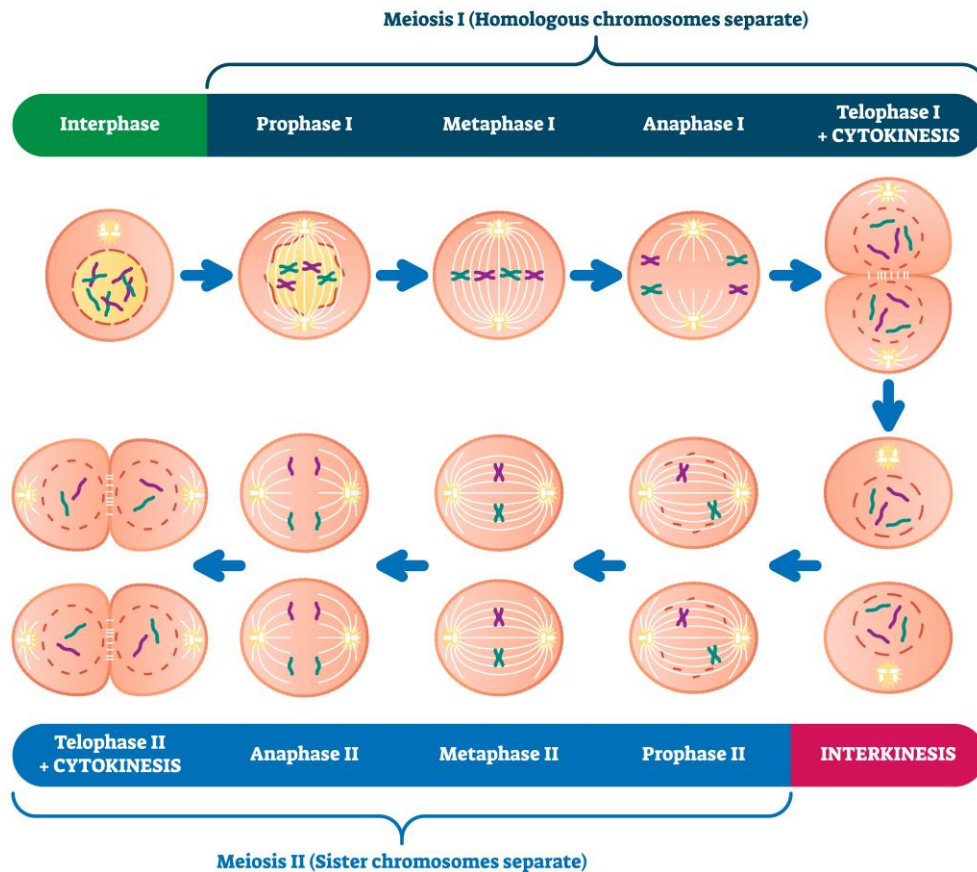 Meiosis I (Homologous chromosomes separate)
Interphase
Prophase I
Metaphase I
Anaphase I
Telophase I
+ CYTOKINESIS
Telophase II
+ CYTOKINESIS
Anaphase II
Metaphase II
Prophase II
INTERKINESIS
Meiosis II (Sister chromosomes separate)